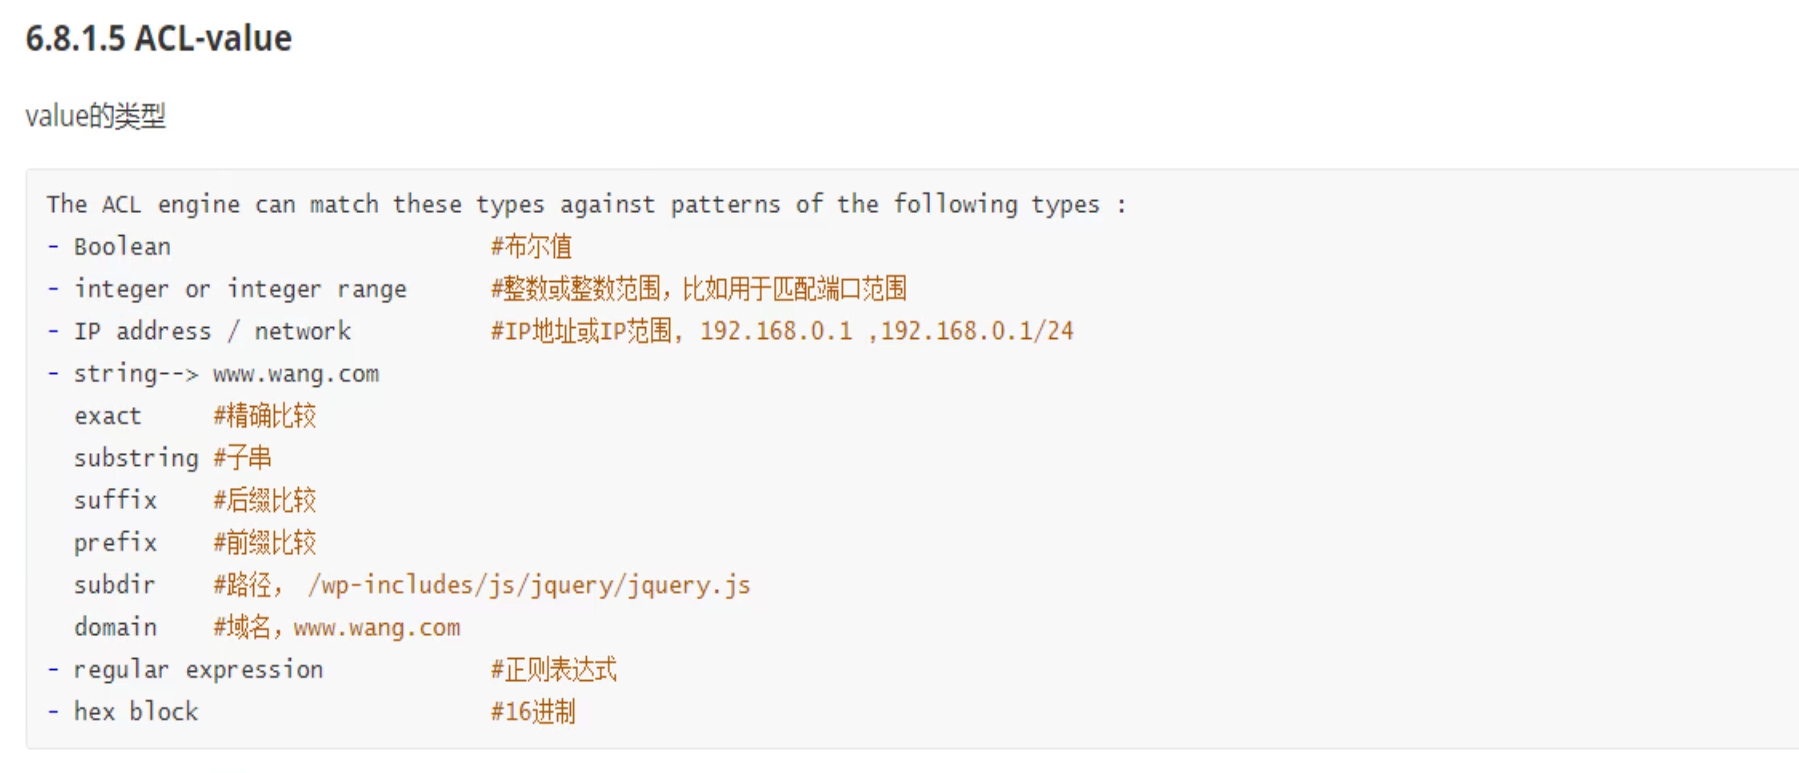 6.8.1.5 ACL-value
value的类型
The ACL engine can match these types against patterns of the following types :
- Boolean #布尔值
- integer or integer range #整数或整数范围，比如用于匹配端口范围
- IP address / network #IP地址或IP范围, 192.168.0.1 ,192.168.0.1/24
- string--> www.wang.com
exact #精确比较
substring #子串
suffix #后缀比较
prefix #前缀比较
subdir #路径， /wp-includes/js/jquery/jquery.js
domain #域名，www.wang.com
- regular expression #正则表达式
- hex block #16进制